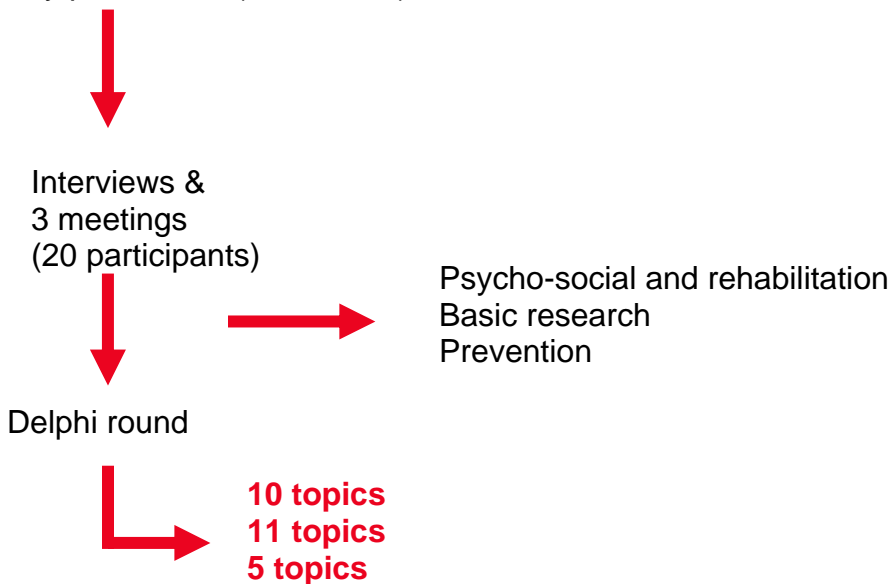 Interviews &
3 meetings
(20 participants)
Psycho-social and rehabilitation
Basic research
Prevention
Delphi round
10 topics
11 topics
5 topics